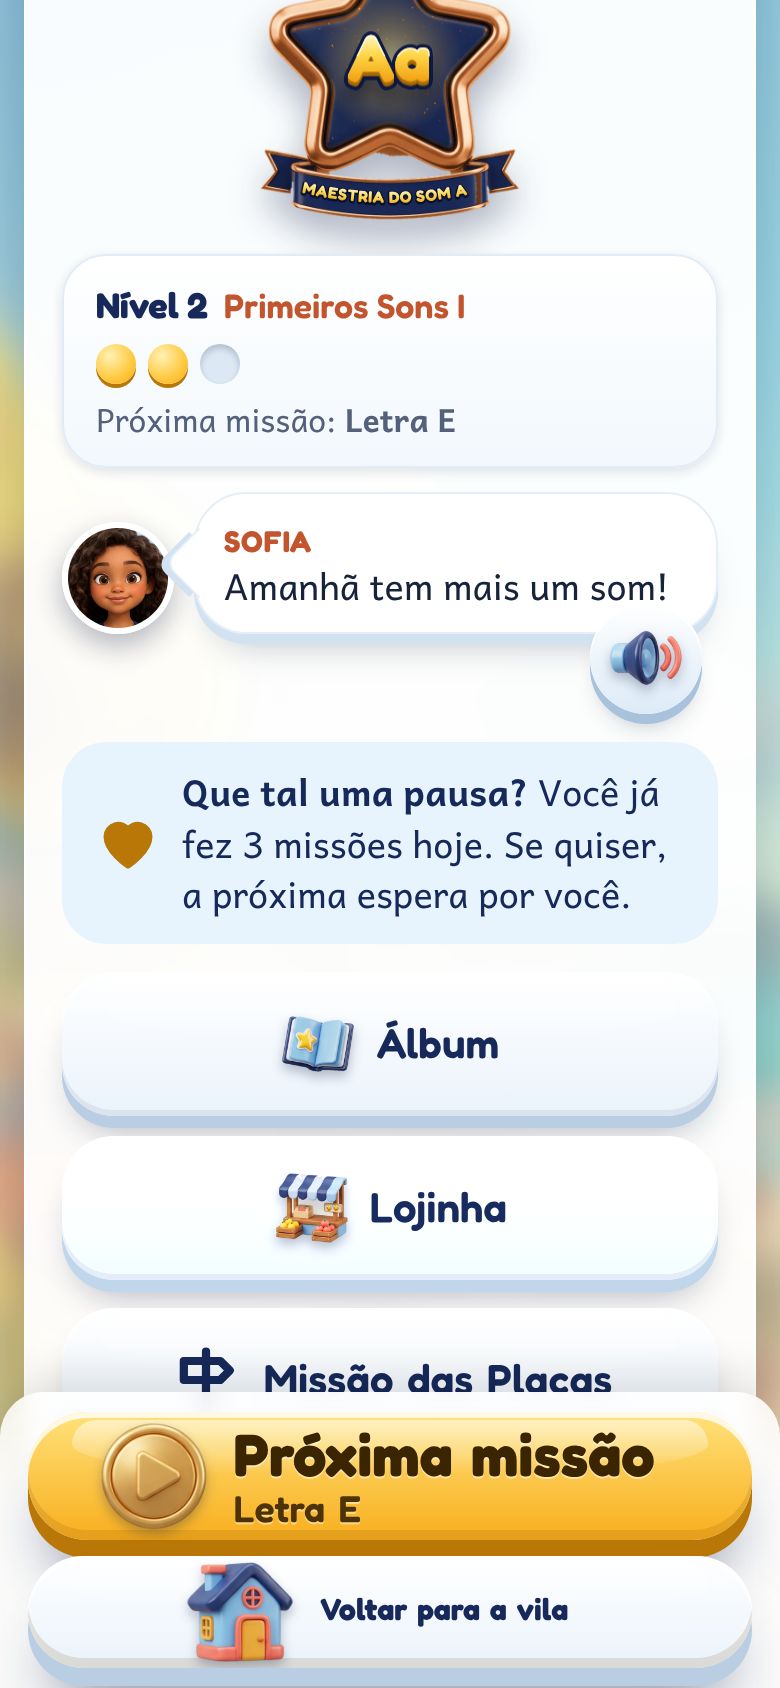 Aa
MAESTRIA DO SOM A
Nível 2 Primeiros Sons I
Próxima missão: Letra E
SOFIA
Amanhã tem mais um som!
Que tal uma pausa? Você já
fez 3 missões hoje. Se quiser,
a próxima espera por você.
Álbum
Lojinha
Missão das Placas
Próxima missão
Letra E
Voltar para a vila